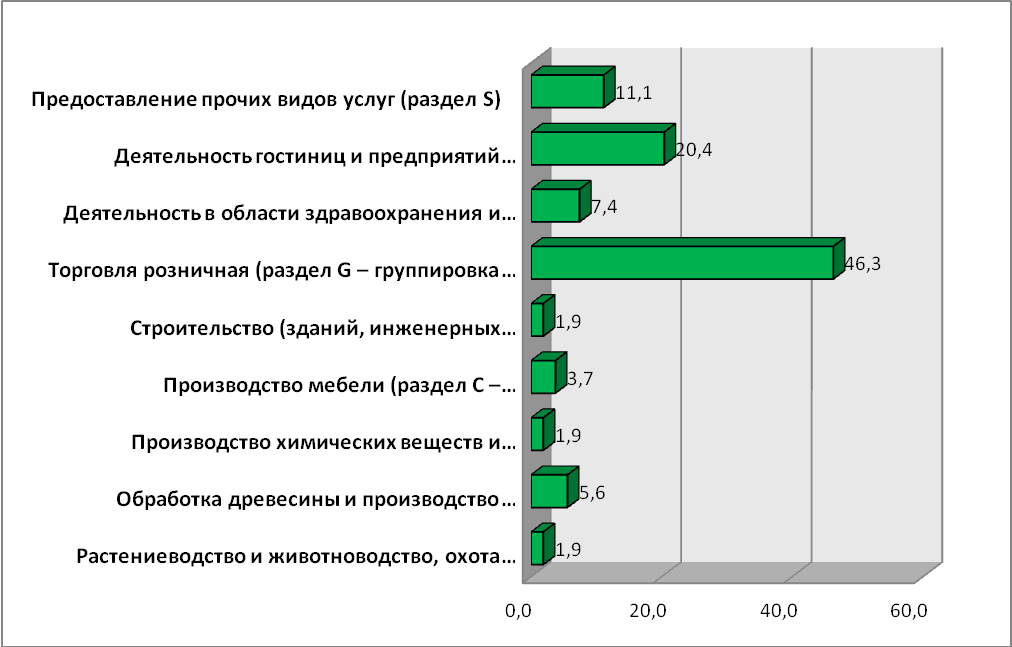 Предоставление прочих видов услуг (раздел S) 11,1
Деятельность гостиниц и предприятий... 20,4
Деятельность в области здравоохранения и... 7,4
Торговля розничная (раздел G – группировка... 46,3
Строительство (зданий, инженерных... 1,9
Производство мебели (раздел С –... 3,7
Производство химических веществ и... 1,9
Обработка древесины и производство... 5,6
Растениеводство и животноводство, охота... 1,9
0,0 20,0 40,0 60,0